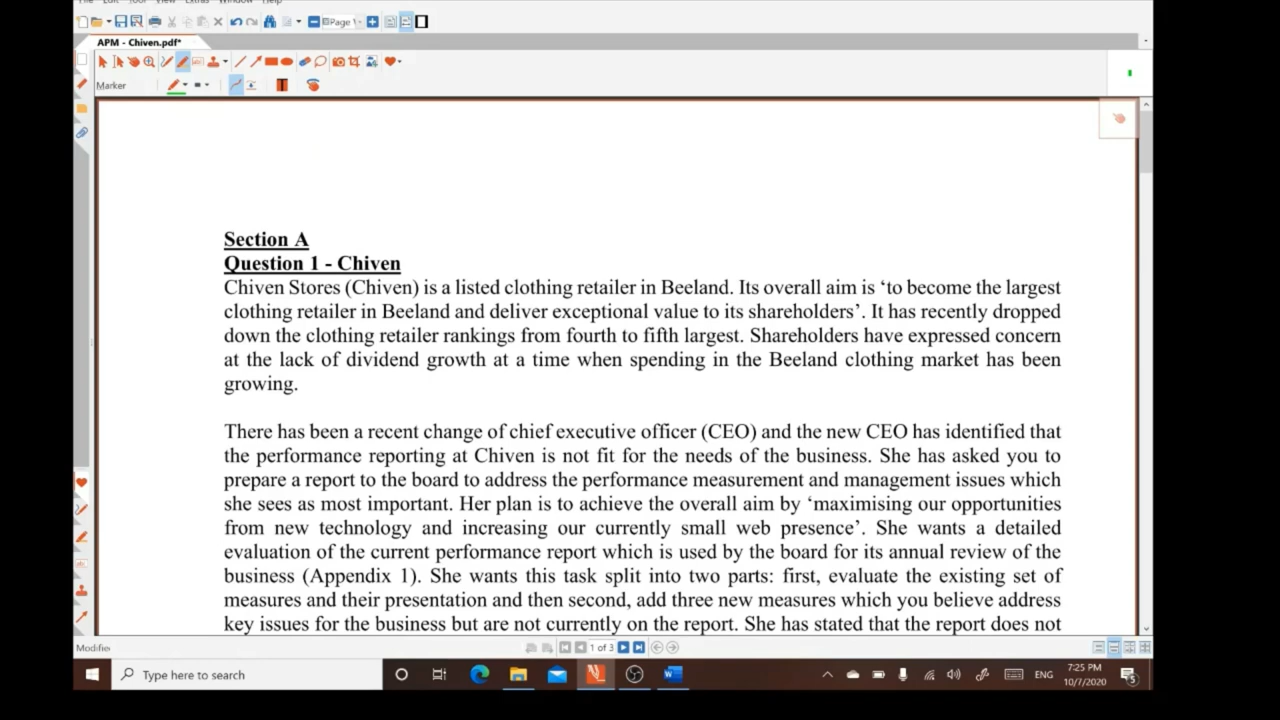 APM - Chiven.pdf*
Marker
Section A
Question 1 - Chiven
Chiven Stores (Chiven) is a listed clothing retailer in Beeland. Its overall aim is ‘to become the largest
clothing retailer in Beeland and deliver exceptional value to its shareholders’. It has recently dropped
down the clothing retailer rankings from fourth to fifth largest. Shareholders have expressed concern
at the lack of dividend growth at a time when spending in the Beeland clothing market has been
growing.
There has been a recent change of chief executive officer (CEO) and the new CEO has identified that
the performance reporting at Chiven is not fit for the needs of the business. She has asked you to
prepare a report to the board to address the performance measurement and management issues which
she sees as most important. Her plan is to achieve the overall aim by ‘maximising our opportunities
from new technology and increasing our currently small web presence’. She wants a detailed
evaluation of the current performance report which is used by the board for its annual review of the
business (Appendix 1). She wants this task split into two parts: first, evaluate the existing set of
measures and their presentation and then second, add three new measures which you believe address
key issues for the business but are not currently on the report. She has stated that the report does not
Modifie
1 of 3
Type here to search
ENG
7:25 PM
10/7/2020
5